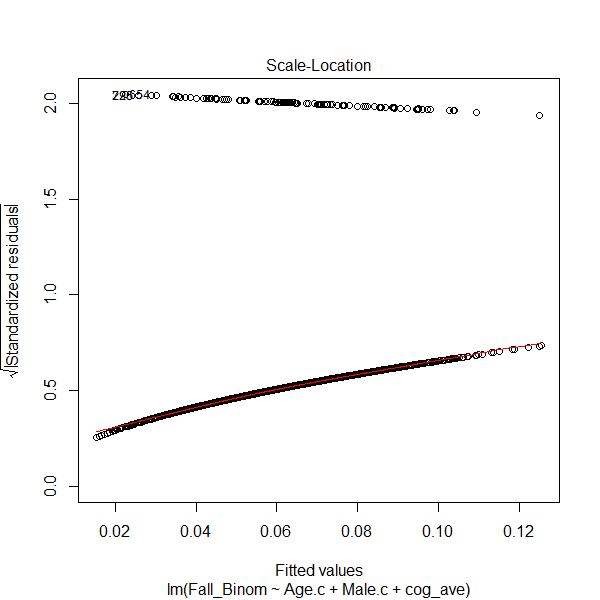 Scale-Location
2.0
1.5
1.0
0.5
0.0
√|Standardized residuals|
0.02 0.04 0.06 0.08 0.10 0.12
Fitted values
lm(Fall_Binom ~ Age.c + Male.c + cog_ave)